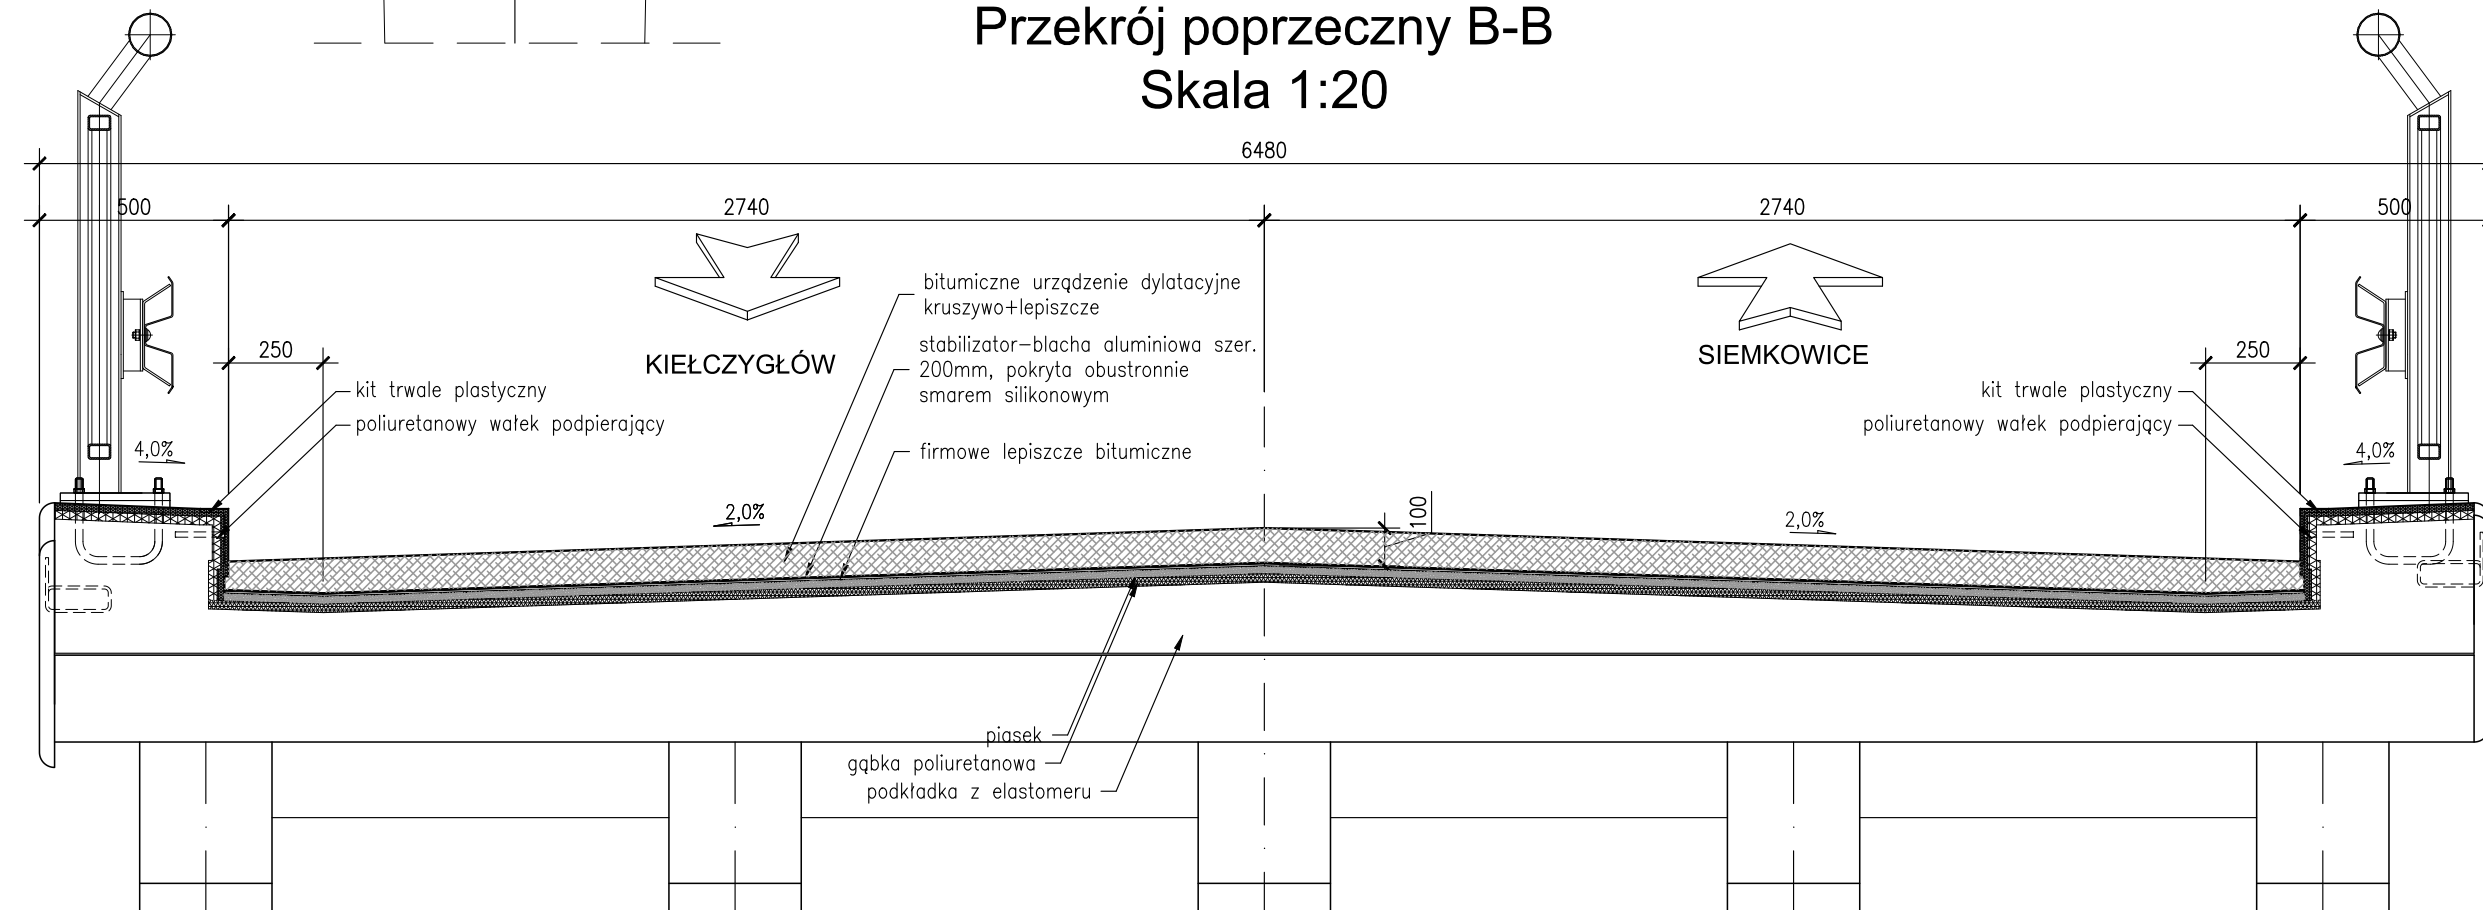 Przekrój poprzeczny B-B
Skala 1:20
6480
500
2740
2740
500
bitumiczne urządzenie dylatacyjne
kruszywo+lepiszcze
stabilizator-blacha aluminiowa szer.
200mm, pokryta obustronnie
smarem silikonowym
firmowe lepiszcze bitumiczne
KIEŁCZYGŁÓW
SIEMKOWICE
250
250
kit trwale plastyczny
poliuretanowy wałek podpierający
kit trwale plastyczny
poliuretanowy wałek podpierający
4,0%
4,0%
2,0%
100
2,0%
piasek
gąbka poliuretanowa
podkładka z elastomeru